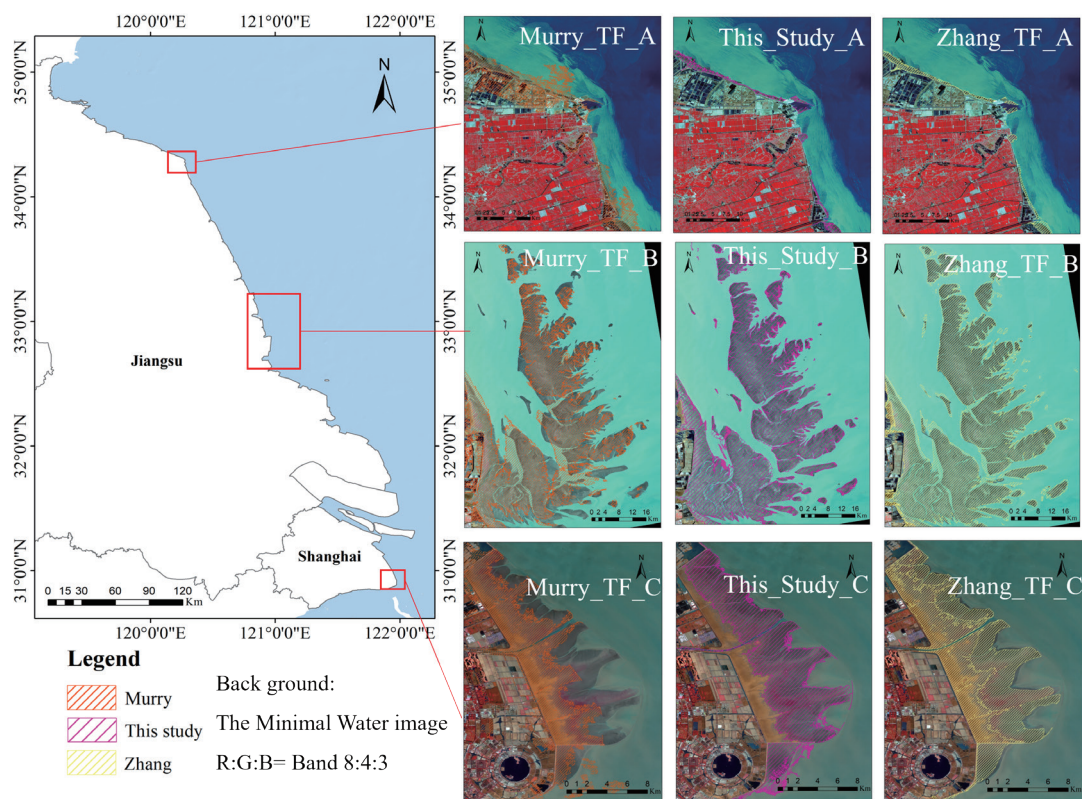 120°0'0"E 121°0'0"E 122°0'0"E
35°0'0"N
34°0'0"N
33°0'0"N
32°0'0"N
31°0'0"N
N
Jiangsu
Shanghai
0 15 30 60 90 120
Km
35°0'0"N
34°0'0"N
33°0'0"N
32°0'0"N
31°0'0"N
120°0'0"E 121°0'0"E 122°0'0"E
N
Murry_TF_A
N
This_Study_A
N
Zhang_TF_A
N
Murry_TF_B
0 2 4 8 12 16
Km
N
This_Study_B
0 2 4 8 12 16
Km
N
Zhang_TF_B
0 2 4 8 12 16
Km
N
Murry_TF_C
0 1 2 4 6 8
Km
N
This_Study_C
0 1 2 4 6 8
Km
N
Zhang_TF_C
0 1 2 4 6 8
Km
Legend
Murry
This study
Zhang
Back ground:
The Minimal Water image
R:G:B= Band 8:4:3